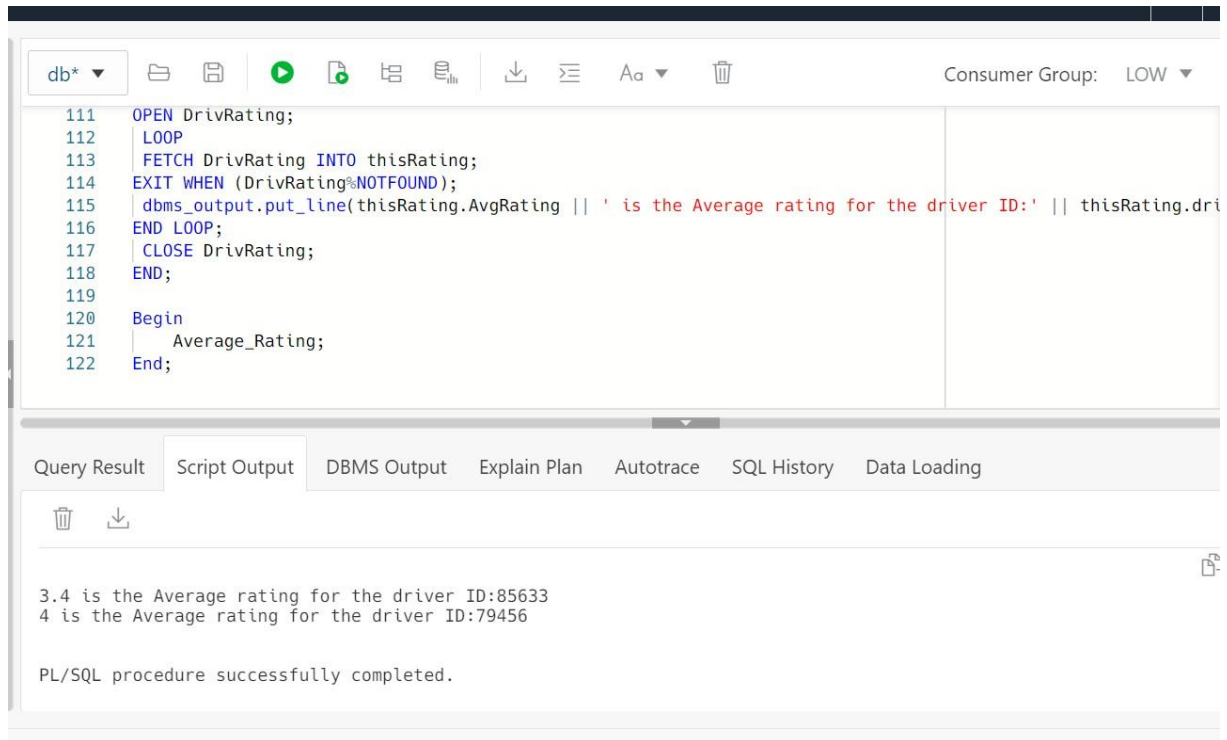 db*
Aa
Consumer Group: LOW
111 OPEN DrivRating;
112 LOOP
113 FETCH DrivRating INTO thisRating;
114 EXIT WHEN (DrivRating%NOTFOUND);
115 dbms_output.put_line(thisRating.AvgRating || ' is the Average rating for the driver ID:' || thisRating.dri
116 END LOOP;
117 CLOSE DrivRating;
118 END;
119
120 Begin
121 Average_Rating;
122 End;
Query Result Script Output DBMS Output Explain Plan Autotrace SQL History Data Loading
3.4 is the Average rating for the driver ID:85633
4 is the Average rating for the driver ID:79456
PL/SQL procedure successfully completed.